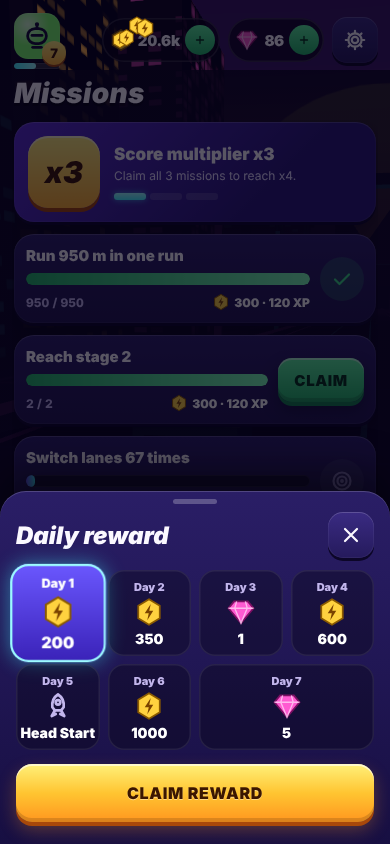 7
20.6k
86
Missions
x3
Score multiplier x3
Claim all 3 missions to reach x4.
Run 950 m in one run
950 / 950
300 · 120 XP
Reach stage 2
2 / 2
300 · 120 XP
CLAIM
Switch lanes 67 times
Daily reward
Day 1
200
Day 2
350
Day 3
1
Day 4
600
Day 5
Head Start
Day 6
1000
Day 7
5
CLAIM REWARD